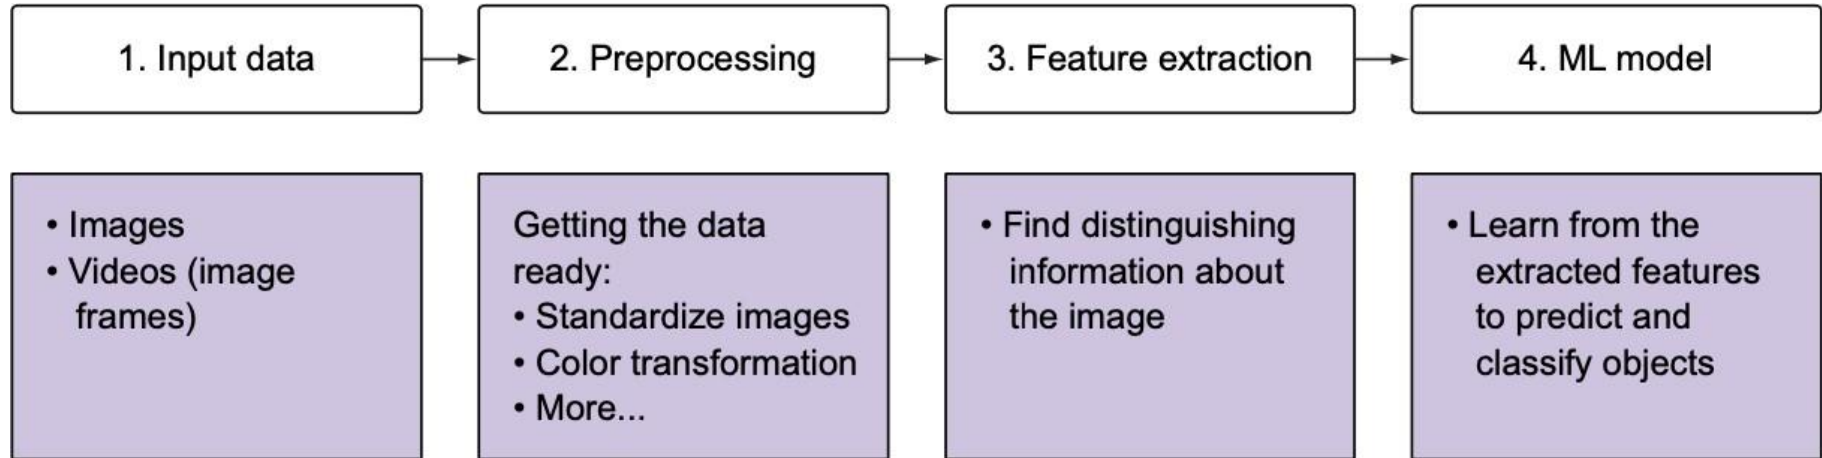 1. Input data
2. Preprocessing
3. Feature extraction
4. ML model
• Images
• Videos (image
frames)
Getting the data
ready:
• Standardize images
• Color transformation
• More...
• Find distinguishing
information about
the image
• Learn from the
extracted features
to predict and
classify objects